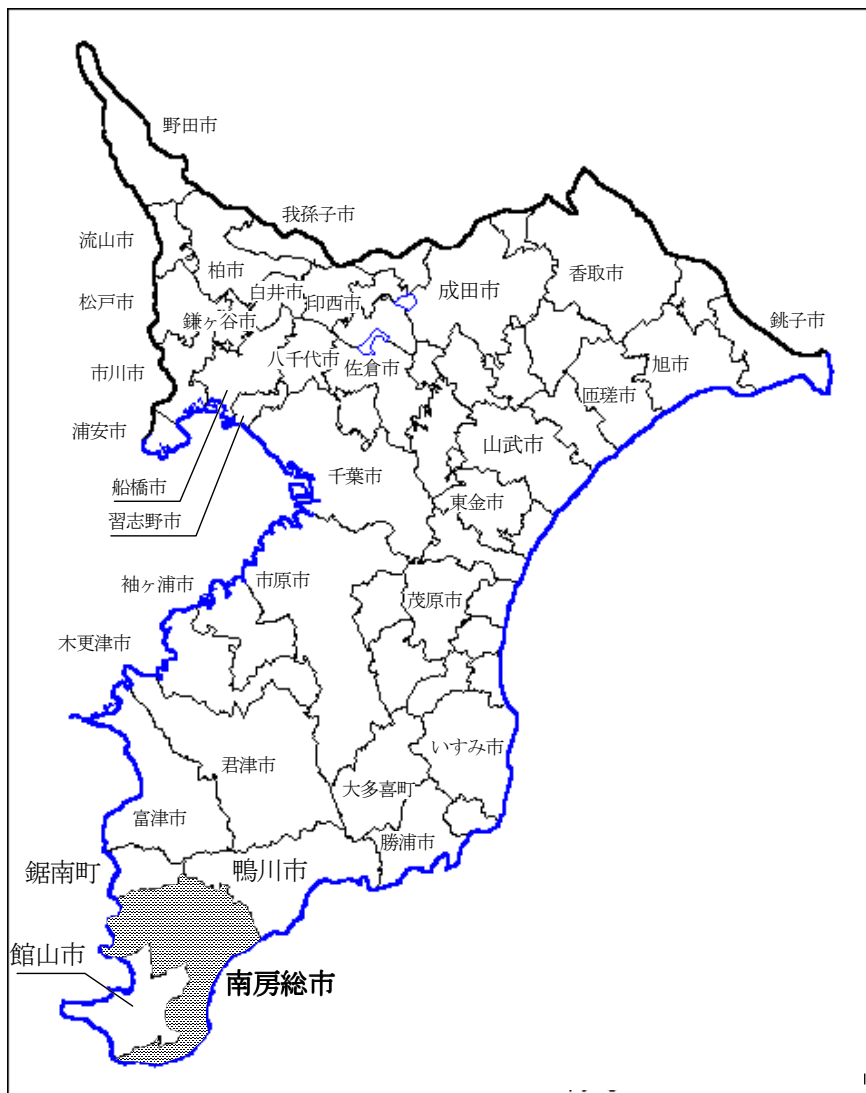 野田市
我孫子市
流山市
柏市
香取市
成田市
白井市
松戸市
印西市
鎌ヶ谷市
銚子市
八千代市
旭市
佐倉市
市川市
匝瑳市
浦安市
山武市
千葉市
船橋市
東金市
習志野市
市原市
袖ヶ浦市
茂原市
木更津市
いすみ市
君津市
大多喜町
富津市
勝浦市
鋸南町
鴨川市
館山市
南房総市